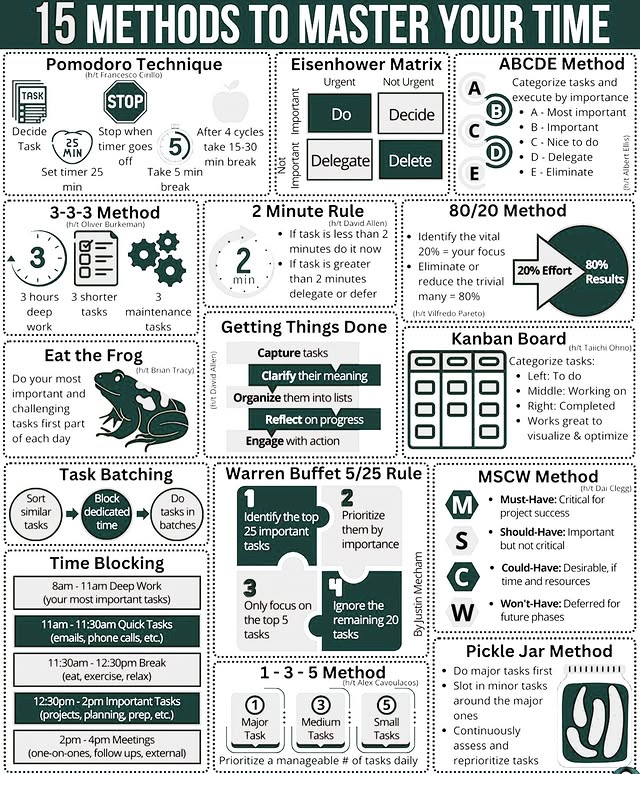 15 METHODS TO MASTER YOUR TIME
Pomodoro Technique
(h/t Francesco Cirillo)
TASK
Decide
Task
25
MIN
Set timer 25
min
STOP
Stop when
timer goes
off
5
Take 5 min
break
After 4 cycles
take 15-30
min break
Eisenhower Matrix
Urgent
Not Urgent
Important
Not
Important
Do
Decide
Delegate
Delete
ABCDE Method
(h/t Albert Ellis)
Categorize tasks and
execute by importance
A
B
C
D
E
• A - Most important
• B - Important
• C - Nice to do
• D - Delegate
• E - Eliminate
3-3-3 Method
(h/t Oliver Burkeman)
3
3 hours
deep
work
3 shorter
tasks
3
maintenance
tasks
2 Minute Rule
(h/t David Allen)
2
min
• If task is less than 2
minutes do it now
• If task is greater
than 2 minutes
delegate or defer
80/20 Method
• Identify the vital
20% = your focus
• Eliminate or
reduce the trivial
many = 80%
(h/t Vilfredo Pareto)
20% Effort
80%
Results
Eat the Frog
(h/t Brian Tracy)
Do your most
important and
challenging
tasks first part
of each day
Getting Things Done
(h/t David Allen)
Capture tasks
Clarify their meaning
Organize them into lists
Reflect on progress
Engage with action
Kanban Board
(h/t Taiichi Ohno)
Categorize tasks:
• Left: To do
• Middle: Working on
• Right: Completed
• Works great to
visualize & optimize
Task Batching
Sort
similar
tasks
Block
dedicated
time
Do
tasks in
batches
Warren Buffet 5/25 Rule
1
Identify the top
25 important
tasks
2
Prioritize
them by
importance
3
Only focus on
the top 5
tasks
4
Ignore the
remaining 20
tasks
By Justin Mecham
MSCW Method
(h/t Dai Clegg)
M
• Must-Have: Critical for
project success
S
• Should-Have: Important
but not critical
C
• Could-Have: Desirable, if
time and resources
W
• Won't-Have: Deferred for
future phases
Time Blocking
8am - 11am Deep Work
(your most important tasks)
11am - 11:30am Quick Tasks
(emails, phone calls, etc.)
11:30am - 12:30pm Break
(eat, exercise, relax)
12:30pm - 2pm Important Tasks
(projects, planning, prep, etc.)
2pm - 4pm Meetings
(one-on-ones, follow ups, external)
1 - 3 - 5 Method
(h/t Alex Cavoulacos)
1
Major
Task
3
Medium
Tasks
5
Small
Tasks
Prioritize a manageable # of tasks daily
Pickle Jar Method
• Do major tasks first
• Slot in minor tasks
around the major
ones
• Continuously
assess and
reprioritize tasks